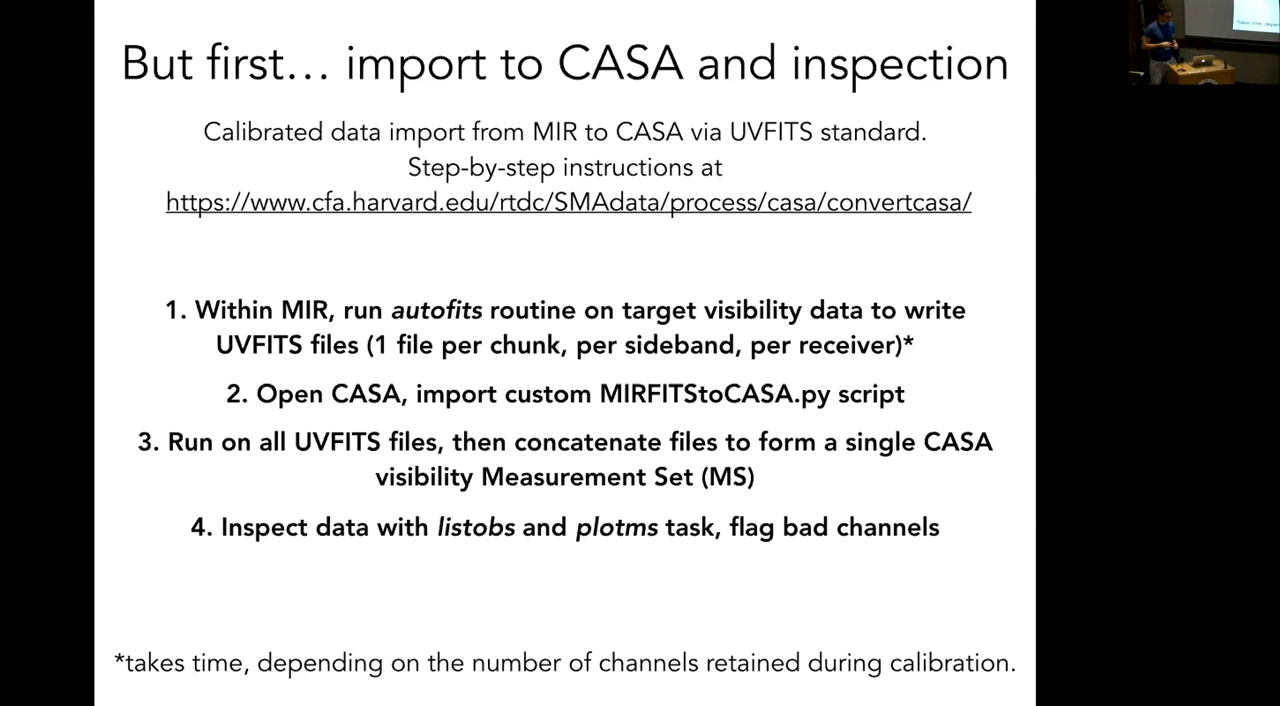 But first… import to CASA and inspection
Calibrated data import from MIR to CASA via UVFITS standard.
Step-by-step instructions at
https://www.cfa.harvard.edu/rtdc/SMAdata/process/casa/convertcasa/
1. Within MIR, run autofits routine on target visibility data to write
UVFITS files (1 file per chunk, per sideband, per receiver)*
2. Open CASA, import custom MIRFITStoCASA.py script
3. Run on all UVFITS files, then concatenate files to form a single CASA
visibility Measurement Set (MS)
4. Inspect data with listobs and plotms task, flag bad channels
*takes time, depending on the number of channels retained during calibration.
*takes time,